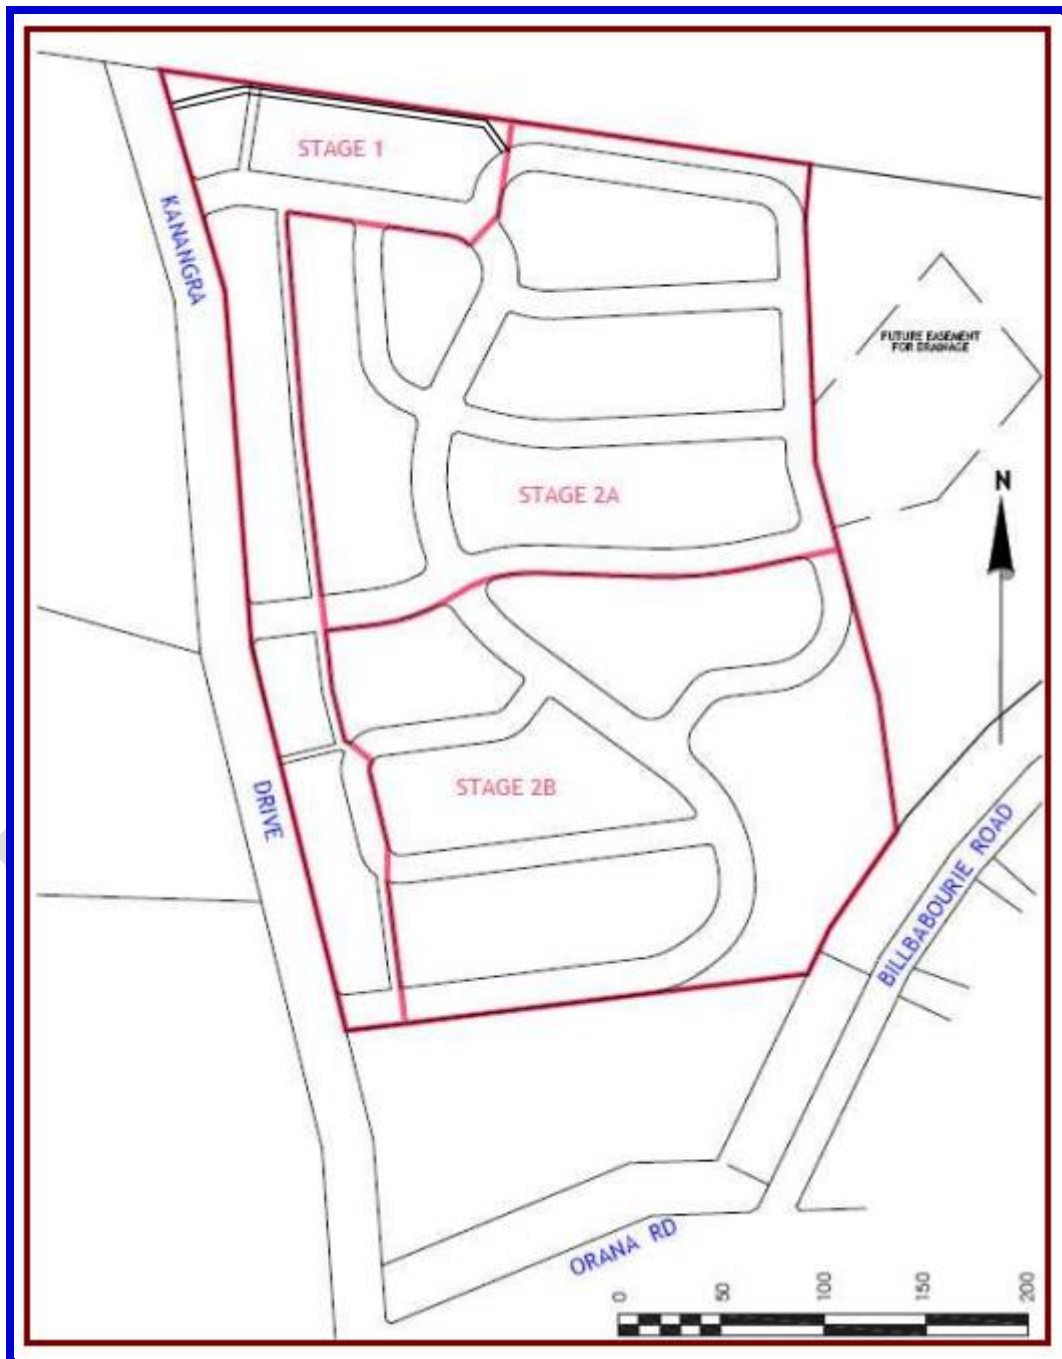 STAGE 1
KANANGRA
FUTURE EASEMENT
FOR DRAINAGE
N
STAGE 2A
DRIVE
STAGE 2B
BILLBABOURIE ROAD
ORANA RD
0 50 100 150 200